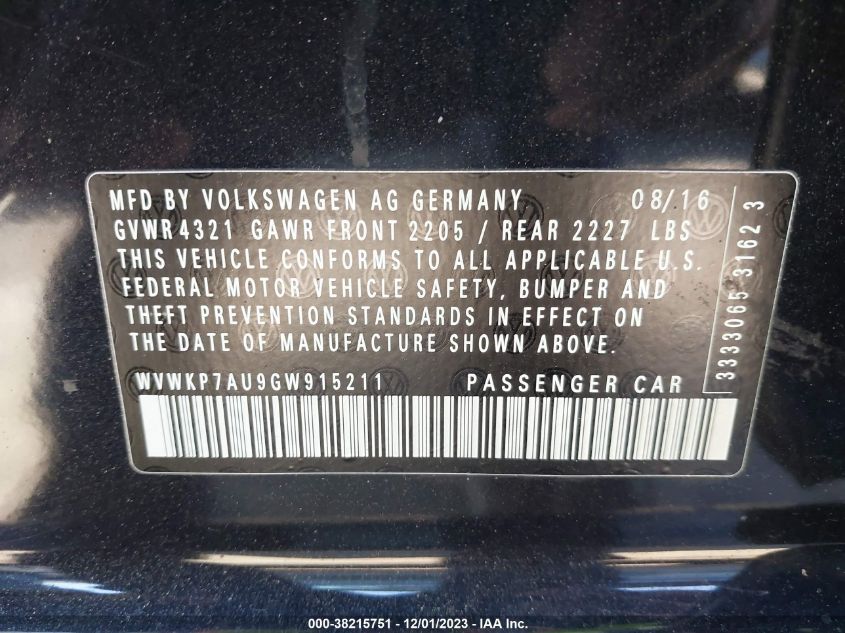 MFD BY VOLKSWAGEN AG GERMANY 08/16
GVWR 4321 GAWR FRONT 2205 / REAR 2227 LBS
THIS VEHICLE CONFORMS TO ALL APPLICABLE U.S.
FEDERAL MOTOR VEHICLE SAFETY, BUMPER AND
THEFT PREVENTION STANDARDS IN EFFECT ON
THE DATE OF MANUFACTURE SHOWN ABOVE.
WVWKP7AU9GW915211 PASSENGER CAR
3333065 3162 3
000-38215751 - 12/01/2023 - IAA Inc.